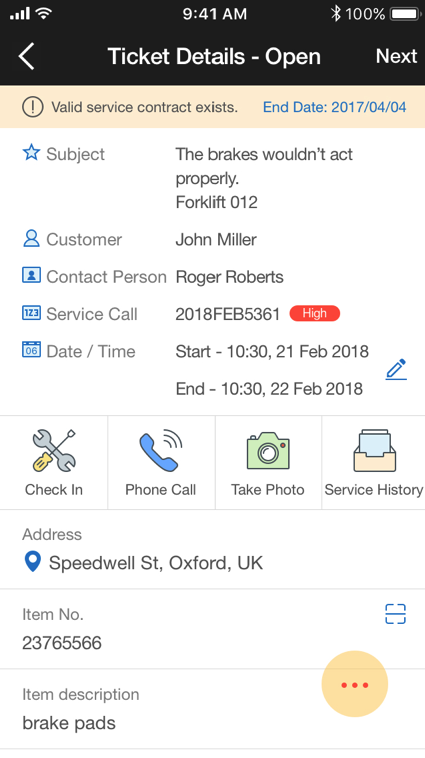 9:41 AM 100%
Ticket Details - Open Next
Valid service contract exists. End Date: 2017/04/04
Subject The brakes wouldn’t act
properly.
Forklift 012
Customer John Miller
Contact Person Roger Roberts
123 Service Call 2018FEB5361 High
06 Date / Time Start - 10:30, 21 Feb 2018
End - 10:30, 22 Feb 2018
Check In Phone Call Take Photo Service History
Address
Speedwell St, Oxford, UK
Item No.
23765566
Item description
brake pads